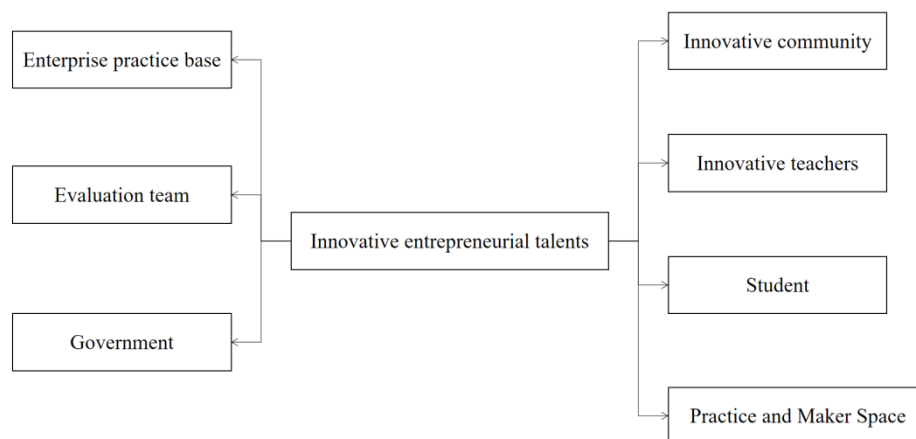 Enterprise practice base
Evaluation team
Government
Innovative entrepreneurial talents
Innovative community
Innovative teachers
Student
Practice and Maker Space